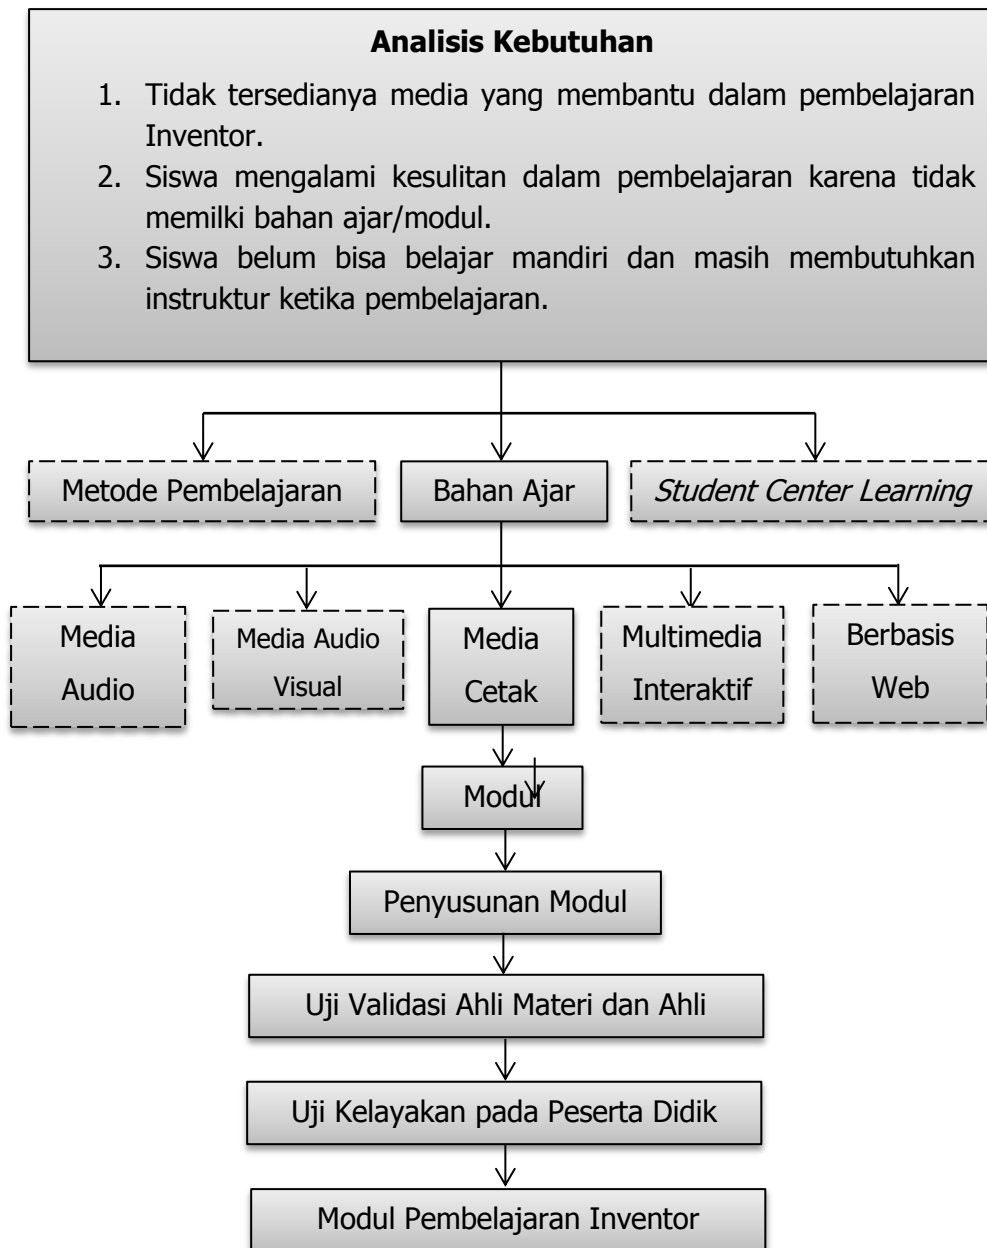 Analisis Kebutuhan
1. Tidak tersedianya media yang membantu dalam pembelajaran
Inventor.
2. Siswa mengalami kesulitan dalam pembelajaran karena tidak
memilki bahan ajar/modul.
3. Siswa belum bisa belajar mandiri dan masih membutuhkan
instruktur ketika pembelajaran.
Metode Pembelajaran
Bahan Ajar
Student Center Learning
Media
Audio
Media Audio
Visual
Media
Cetak
Multimedia
Interaktif
Berbasis
Web
Modul
Penyusunan Modul
Uji Validasi Ahli Materi dan Ahli
Uji Kelayakan pada Peserta Didik
Modul Pembelajaran Inventor